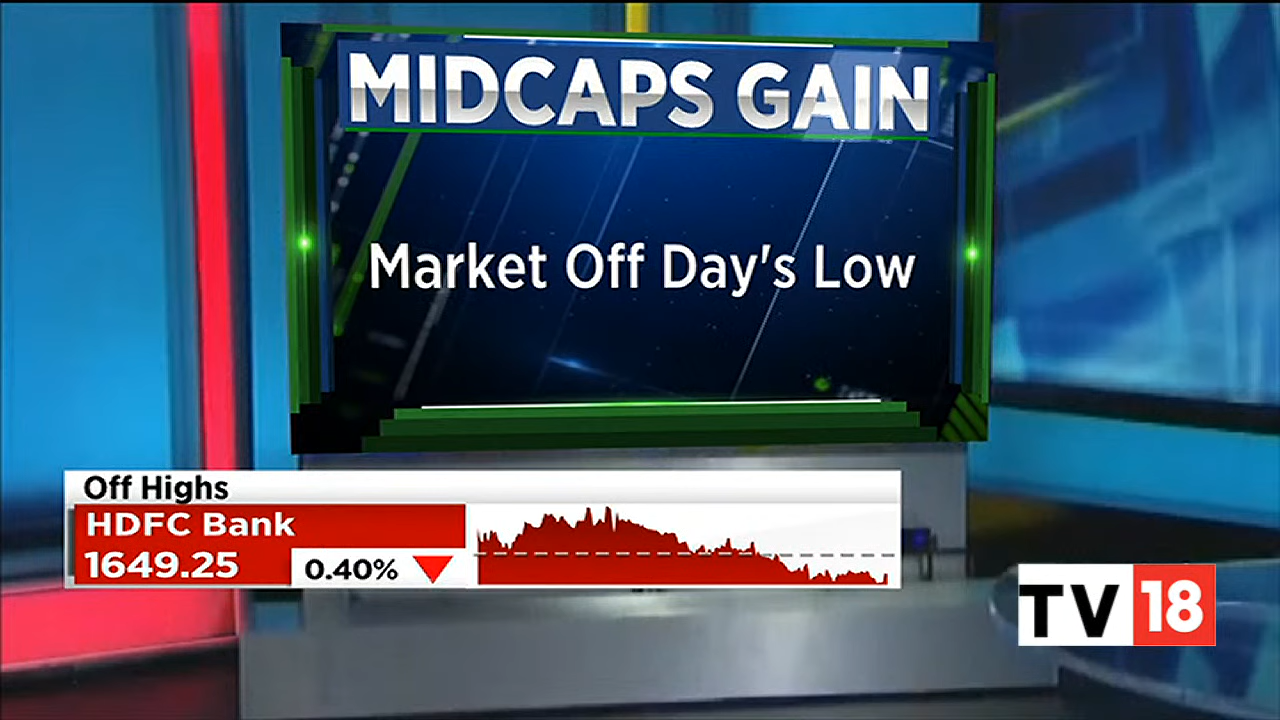 MIDCAPS GAIN
Market Off Day's Low
Off Highs
HDFC Bank
1649.25
0.40%
TV18